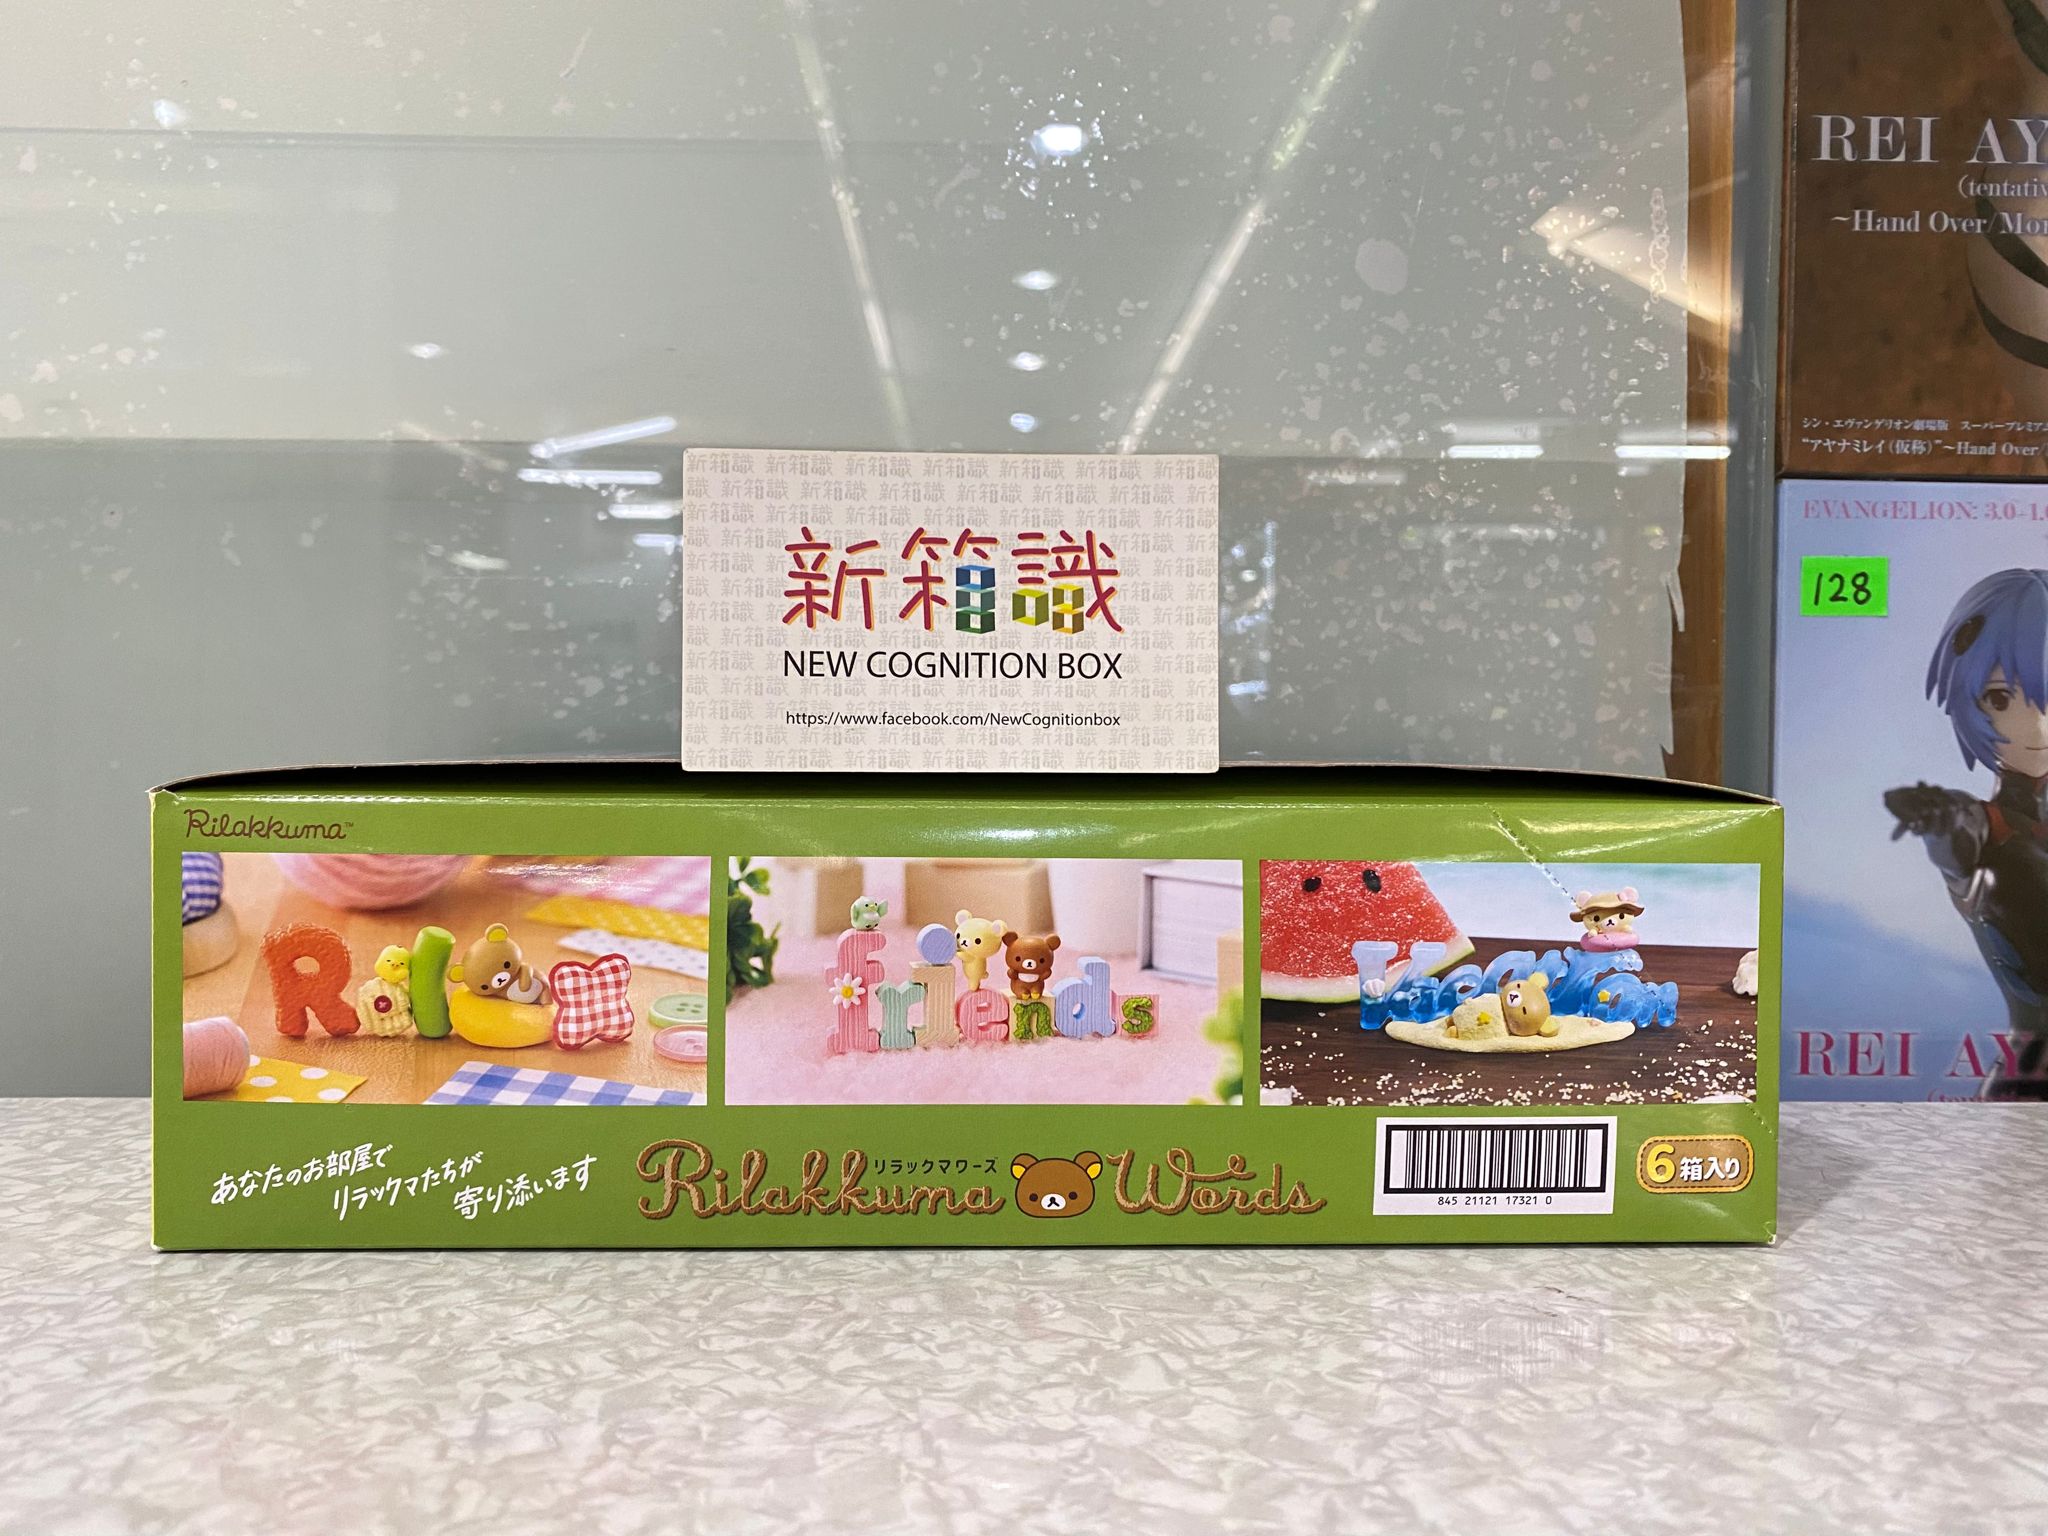 新箱識
NEW COGNITION BOX
https://www.facebook.com/NewCognitionbox
Rilakkuma™
Relax
friends
Vacation
あなたのお部屋で
リラックマたちが
寄り添います
リラックマワーズ
Rilakkuma Words
845 21121 17321 0
6箱入り
REI AY
(tentativ
~Hand Over/Mo
シン・エヴァンゲリオン劇場版 スーパープレミア
"アヤナミレイ(仮称)"~Hand Over/
EVANGELION: 3.0+1.0
128
REI AY